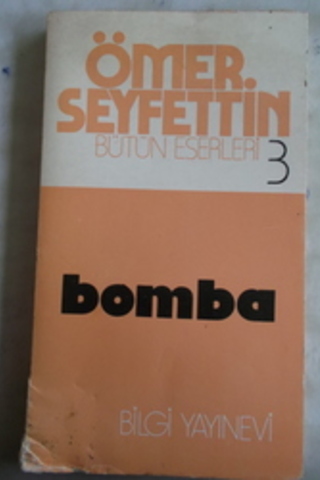 ÖMER
SEYFETTİN
BÜTÜN ESERLERİ 3
bomba
BİLGİ YAYINEVİ